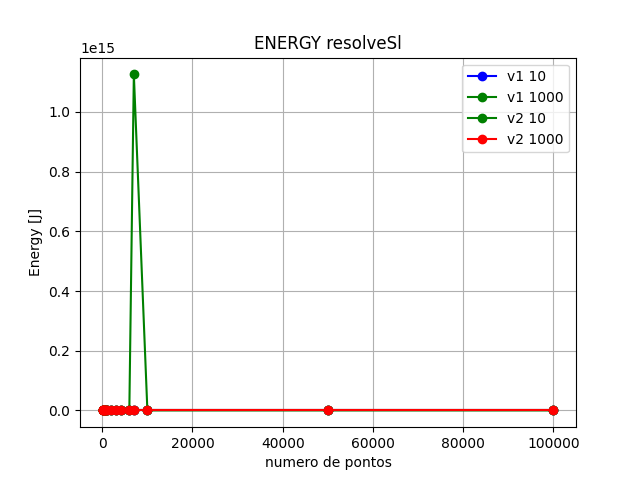 ENERGY resolveSl
1e15
v1 10
v1 1000
v2 10
v2 1000
1.0
0.8
0.6
0.4
0.2
0.0
Energy [J]
0 20000 40000 60000 80000 100000
numero de pontos